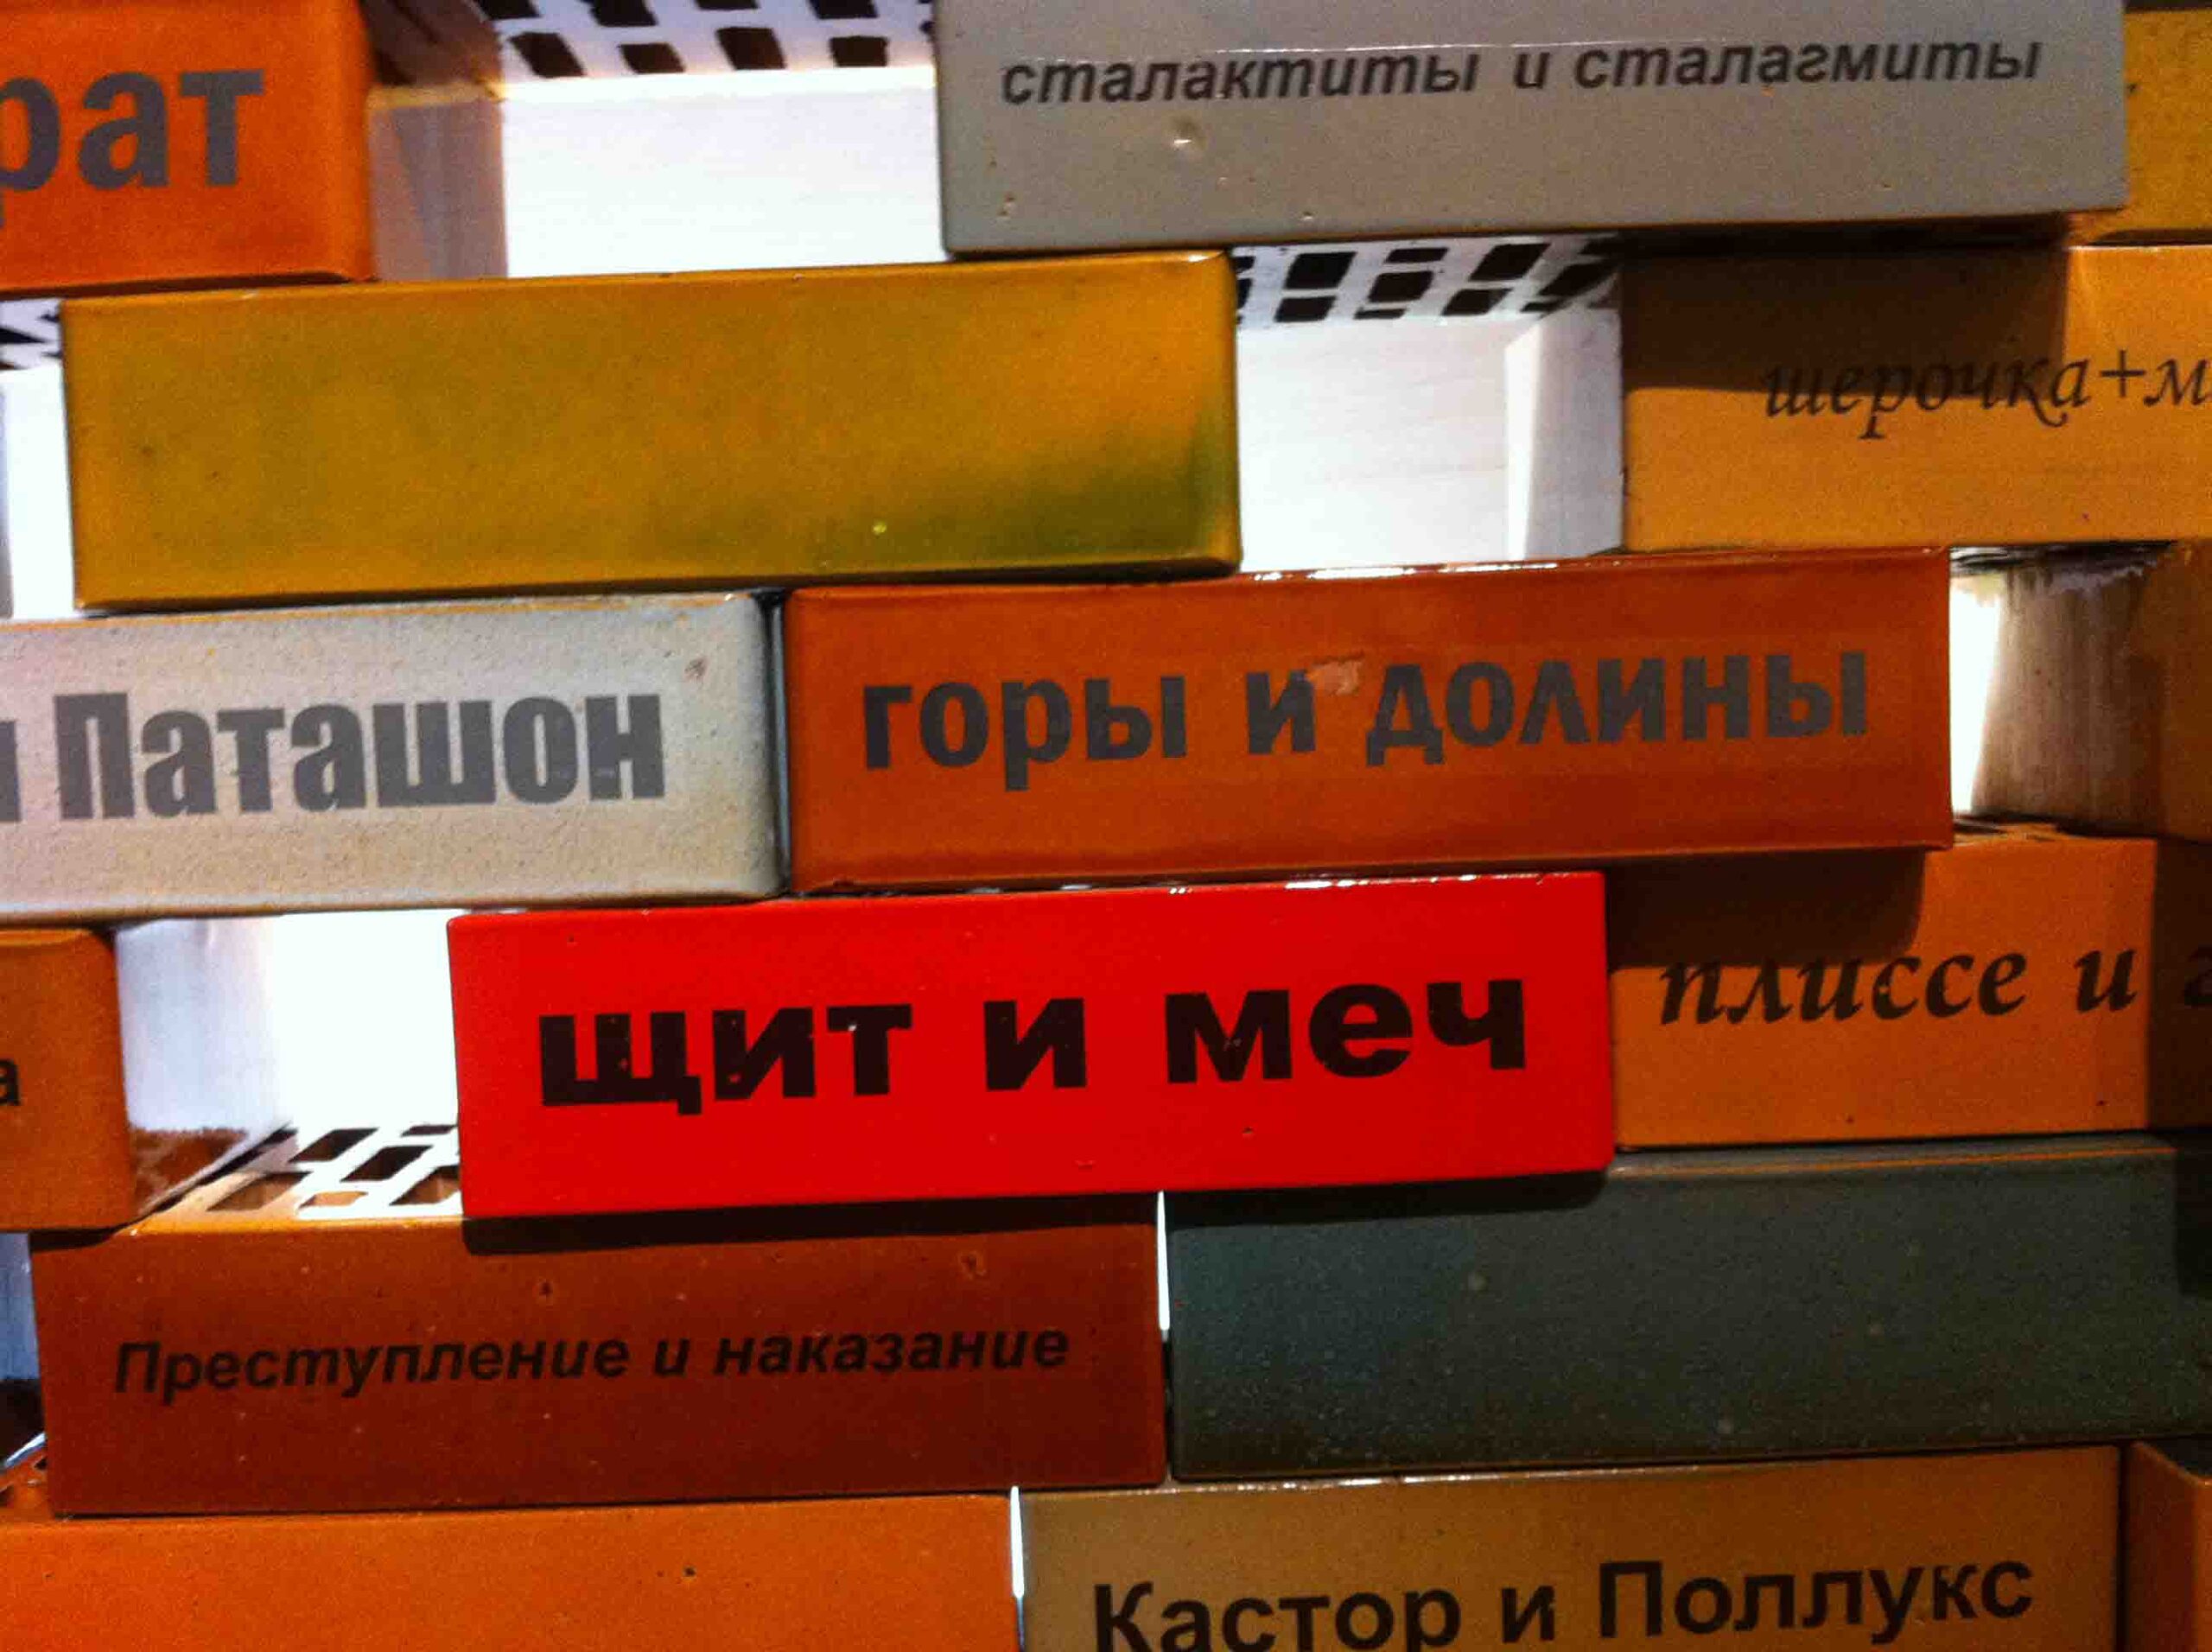 рат
сталактиты и сталагмиты
шерочка+м
Паташон
горы и долины
а
щит и меч
плиссе и
Преступление и наказание
Кастор и Поллукс